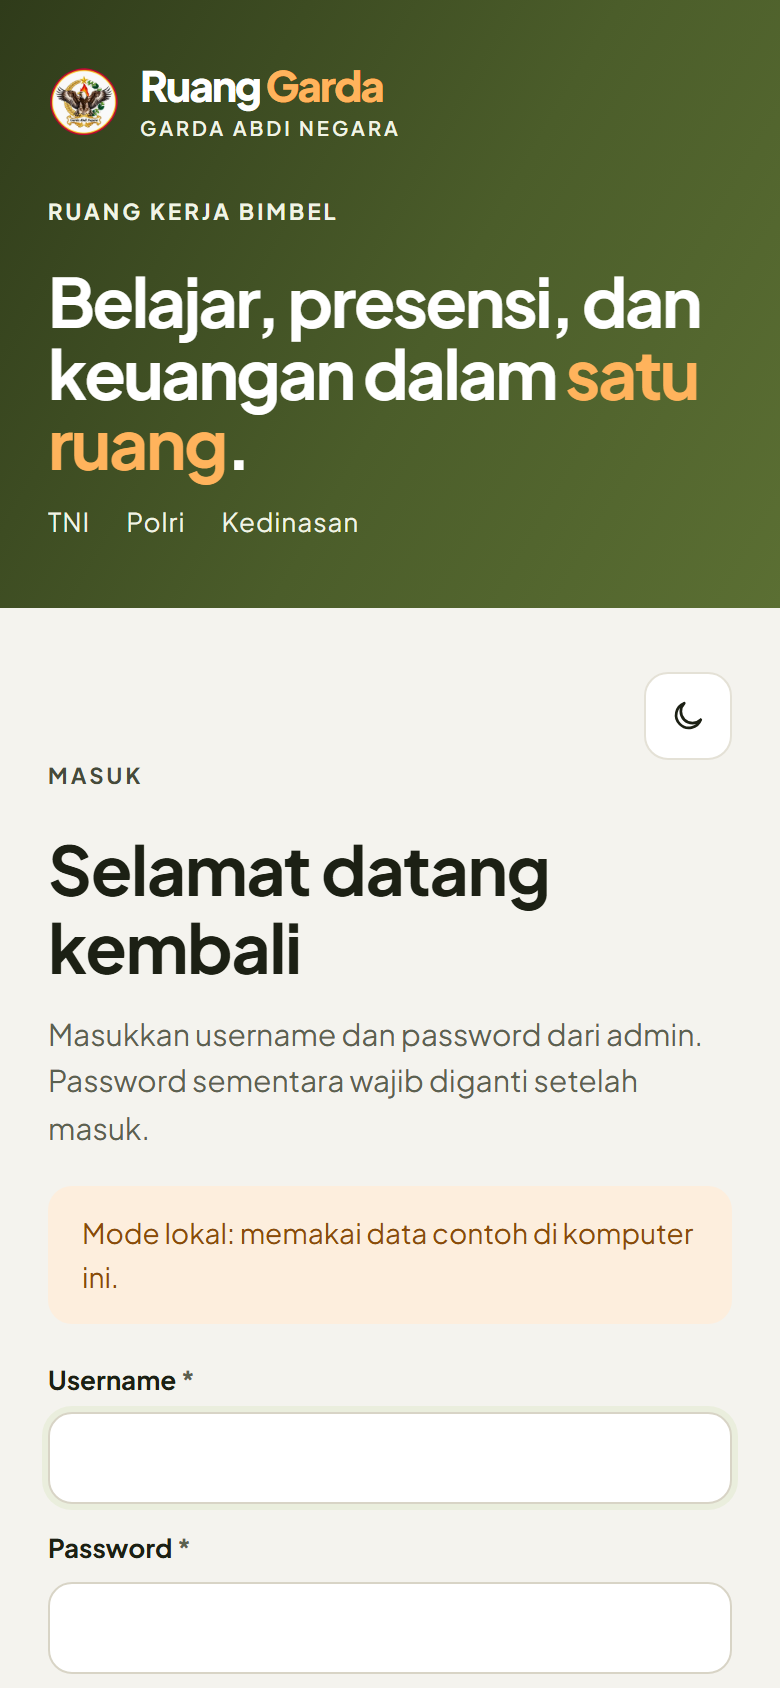 Ruang Garda
GARDA ABDI NEGARA
RUANG KERJA BIMBEL
Belajar, presensi, dan
keuangan dalam satu
ruang.
TNI Polri Kedinasan
MASUK
Selamat datang
kembali
Masukkan username dan password dari admin.
Password sementara wajib diganti setelah
masuk.
Mode lokal: memakai data contoh di komputer
ini.
Username *
Password *